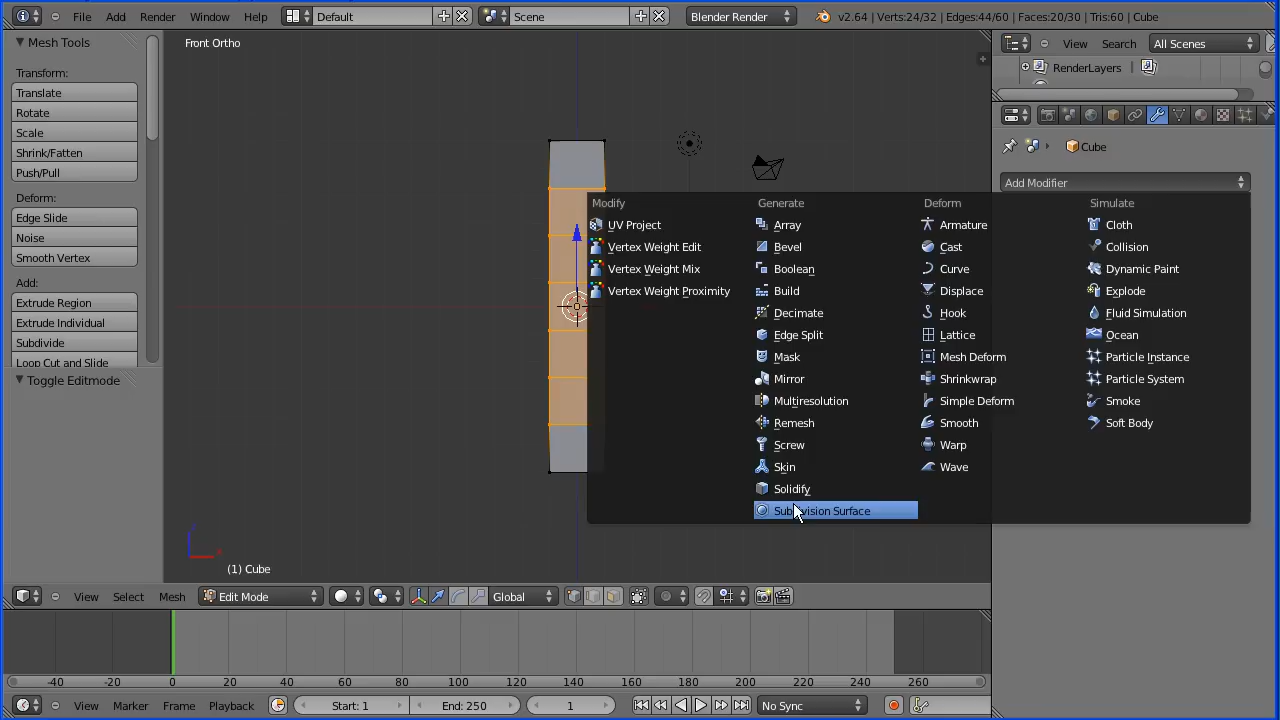 File Add Render Window Help Default Scene Blender Render v2.64 | Verts:24/32 | Edges:44/60 | Faces:20/30 | Tris:60 | Cube
Mesh Tools
Transform:
Translate
Rotate
Scale
Shrink/Fatten
Push/Pull
Deform:
Edge Slide
Noise
Smooth Vertex
Add:
Extrude Region
Extrude Individual
Subdivide
Loop Cut and Slide
Toggle Editmode
Front Ortho
Modify
UV Project
Vertex Weight Edit
Vertex Weight Mix
Vertex Weight Proximity
Generate
Array
Bevel
Boolean
Build
Decimate
Edge Split
Mask
Mirror
Multiresolution
Remesh
Screw
Skin
Solidify
Subdivision Surface
Deform
Armature
Cast
Curve
Displace
Hook
Lattice
Mesh Deform
Shrinkwrap
Simple Deform
Smooth
Warp
Wave
Simulate
Cloth
Collision
Dynamic Paint
Explode
Fluid Simulation
Ocean
Particle Instance
Particle System
Smoke
Soft Body
View Search All Scenes
RenderLayers
Cube
Add Modifier
(1) Cube
View Select Mesh Edit Mode Global
-40 -20 0 20 40 60 80 100 120 140 160 180 200 220 240 260
View Marker Frame Playback Start: 1 End: 250 1 No Sync